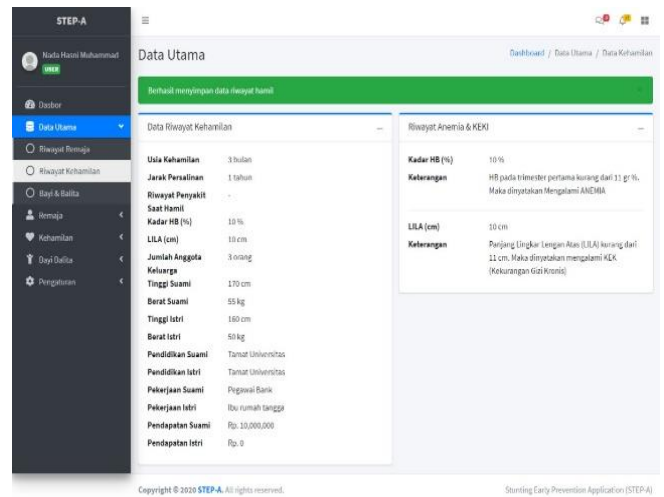 STEP-A
Nada Hasni Muhammad
USER
Dasbor
Data Utama
Riwayat Remaja
Riwayat Kehamilan
Bayi & Balita
Remaja
Kehamilan
Bayi Balita
Pengaturan
Data Utama
Dashboard / Data Utama / Data Kehamilan
Berhasil menyimpan data riwayat hamil
Data Riwayat Kehamilan
Usia Kehamilan 3 bulan
Jarak Persalinan 1 tahun
Riwayat Penyakit -
Saat Hamil
Kadar HB (%) 10 %
LILA (cm) 10 cm
Jumlah Anggota 3 orang
Keluarga
Tinggi Suami 170 cm
Berat Suami 55 kg
Tinggi Istri 160 cm
Berat Istri 50 kg
Pendidikan Suami Tamat Universitas
Pendidikan Istri Tamat Universitas
Pekerjaan Suami Pegawai Bank
Pekerjaan Istri Ibu rumah tangga
Pendapatan Suami Rp. 10,000,000
Pendapatan Istri Rp. 0
Riwayat Anemia & KEKI
Kadar HB (%) 10 %
Keterangan HB pada trimester pertama kurang dari 11 gr %.
Maka dinyatakan Mengalami ANEMIA
LILA (cm) 10 cm
Keterangan Panjang Lingkar Lengan Atas (LILA) kurang dari
11 cm. Maka dinyatakan mengalami KEK
(Kekurangan Gizi Kronis)
Copyright © 2020 STEP-A. All rights reserved.
Stunting Early Prevention Application (STEP-A)